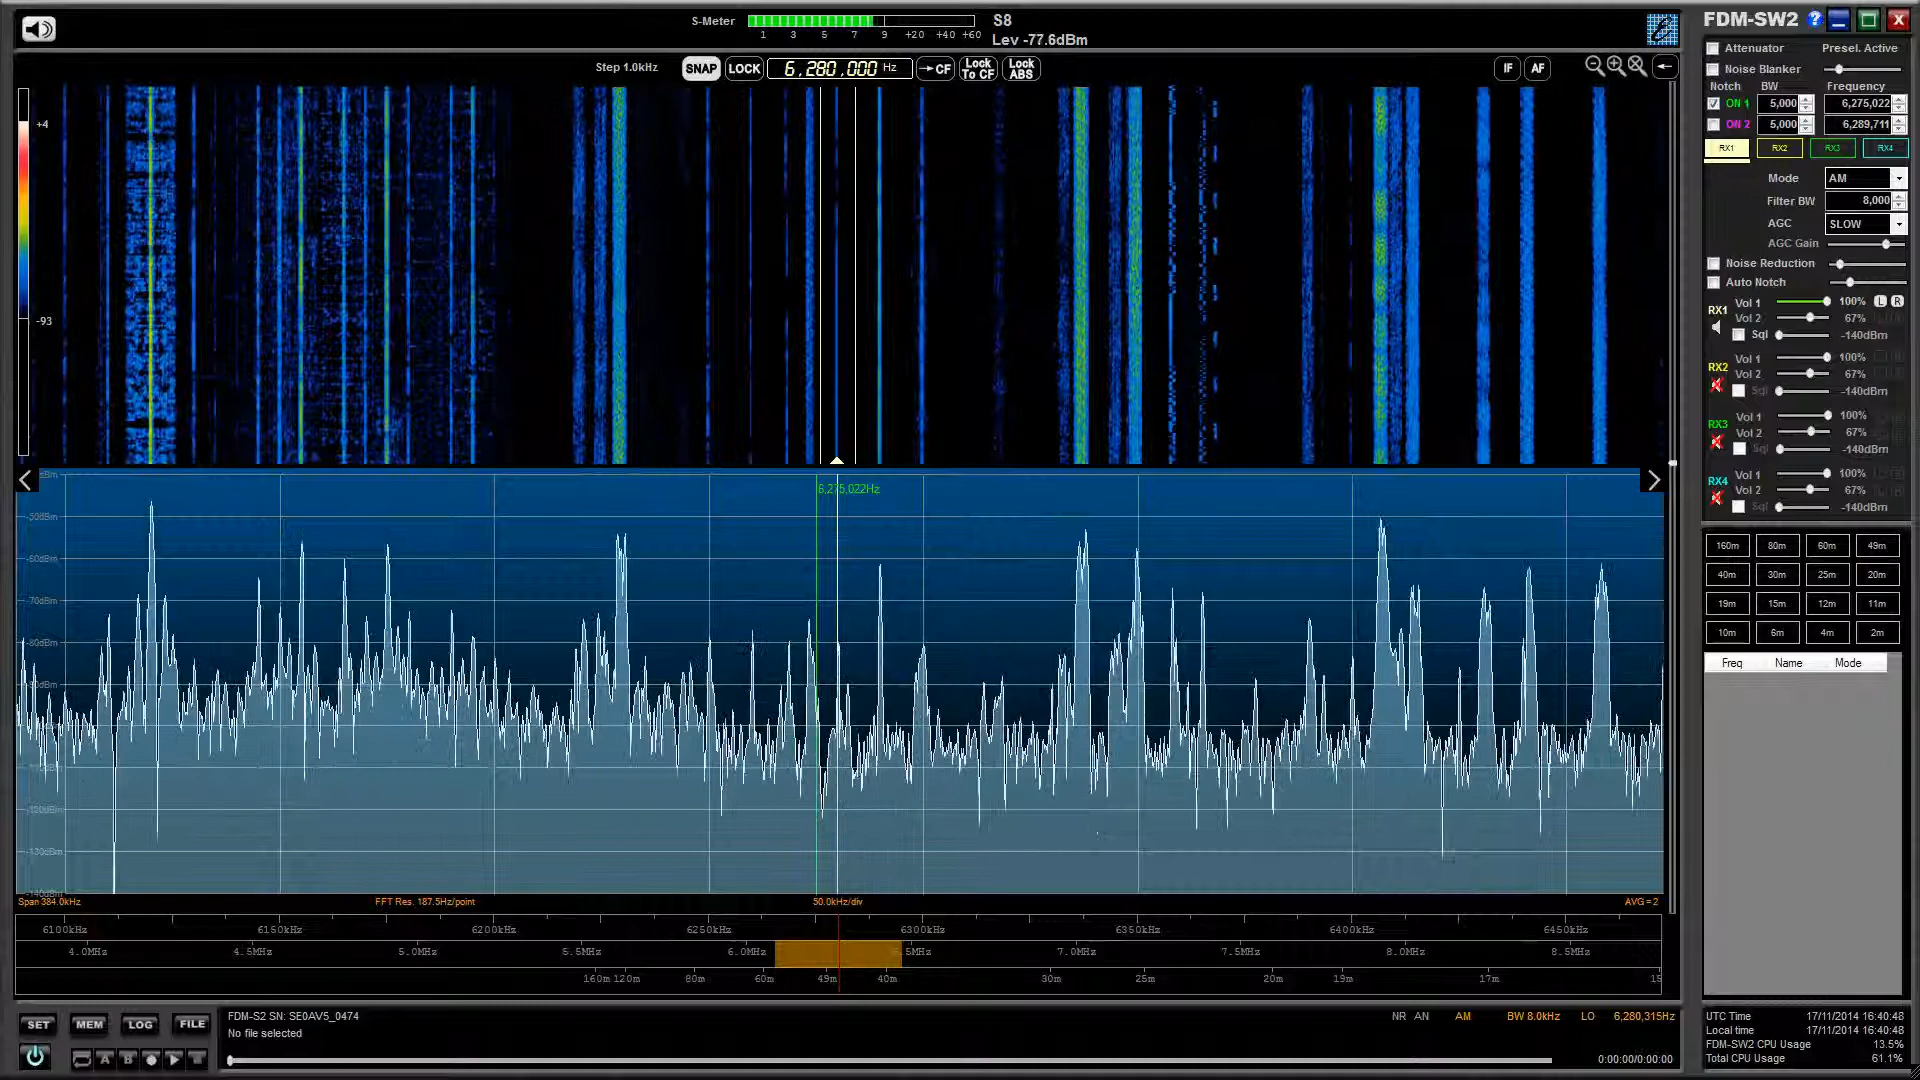 S-Meter
1 3 5 7 9 +20 +40 +60
S8
Lev -77.6dBm
FDM-SW2
Step 1.0kHz SNAP LOCK 6,280,000 Hz →CF Lock To CF Lock ABS IF AF
+4
-93
6,275,022Hz
-50dBm
-60dBm
-70dBm
-80dBm
-90dBm
-110dBm
-120dBm
-130dBm
-140dBm
Span 384.0kHz FFT Res. 187.5Hz/point 50.0kHz/div AVG = 2
6100kHz 6150kHz 6200kHz 6250kHz 6300kHz 6350kHz 6400kHz 6450kHz
4.0MHz 4.5MHz 5.0MHz 5.5MHz 6.0MHz .5MHz 7.0MHz 7.5MHz 8.0MHz 8.5MHz
160m 120m 80m 60m 49m 40m 30m 25m 20m 19m 17m 15
SET MEM LOG FILE
A B
FDM-S2 SN: SE0AV5_0474
No file selected
NR AN AM BW 8.0kHz LO 6,280,315Hz
0:00:00/0:00:00
Attenuator Presel. Active
Noise Blanker
Notch BW Frequency
ON 1 5,000 6,275,022
ON 2 5,000 6,289,711
RX1 RX2 RX3 RX4
Mode AM
Filter BW 8,000
AGC SLOW
AGC Gain
Noise Reduction
Auto Notch
RX1 Vol 1 100% L R
Vol 2 67%
Sql -140dBm
RX2 Vol 1 100%
Vol 2 67%
Sql -140dBm
RX3 Vol 1 100%
Vol 2 67%
Sql -140dBm
RX4 Vol 1 100%
Vol 2 67%
Sql -140dBm
160m 80m 60m 49m
40m 30m 25m 20m
19m 15m 12m 11m
10m 6m 4m 2m
Freq Name Mode
UTC Time 17/11/2014 16:40:48
Local time 17/11/2014 16:40:48
FDM-SW2 CPU Usage 13.5%
Total CPU Usage 61.1%